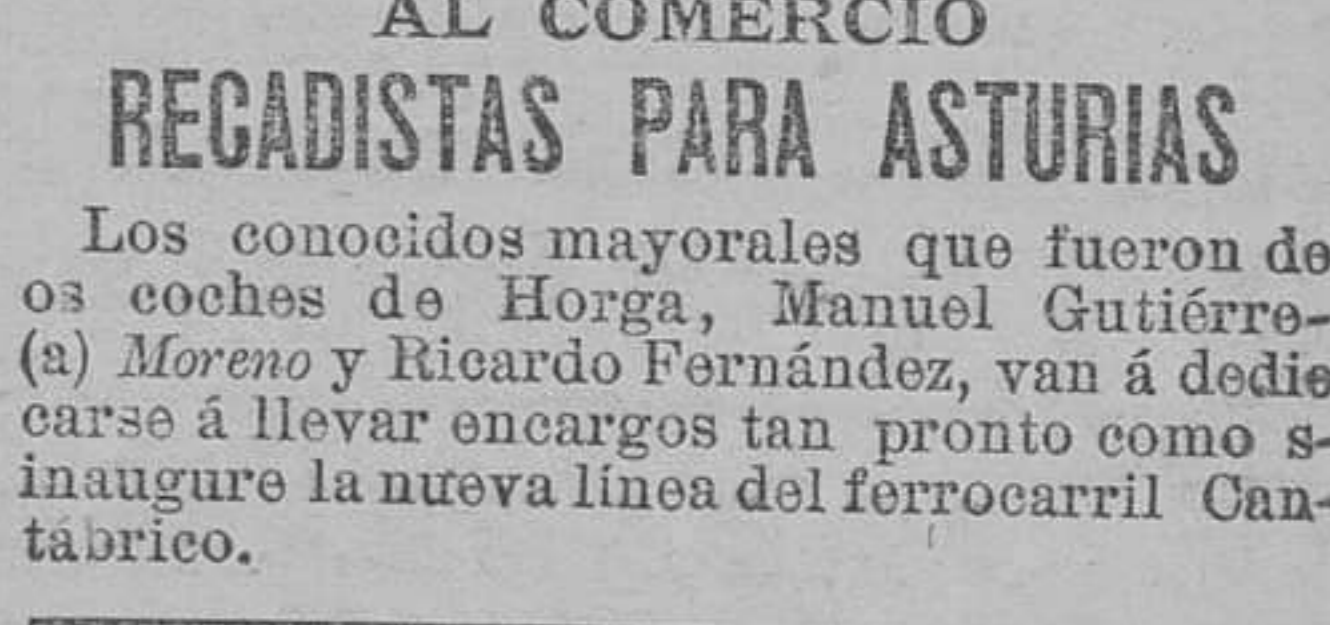 AL COMERCIO
RECADISTAS PARA ASTURIAS
Los conocidos mayorales que fueron de
os coches de Horga, Manuel Gutiérre-
(a) Moreno y Ricardo Fernández, van á dedie
carse á llevar encargos tan pronto como s-
inaugure la nueva línea del ferrocarril Can-
tábrico.